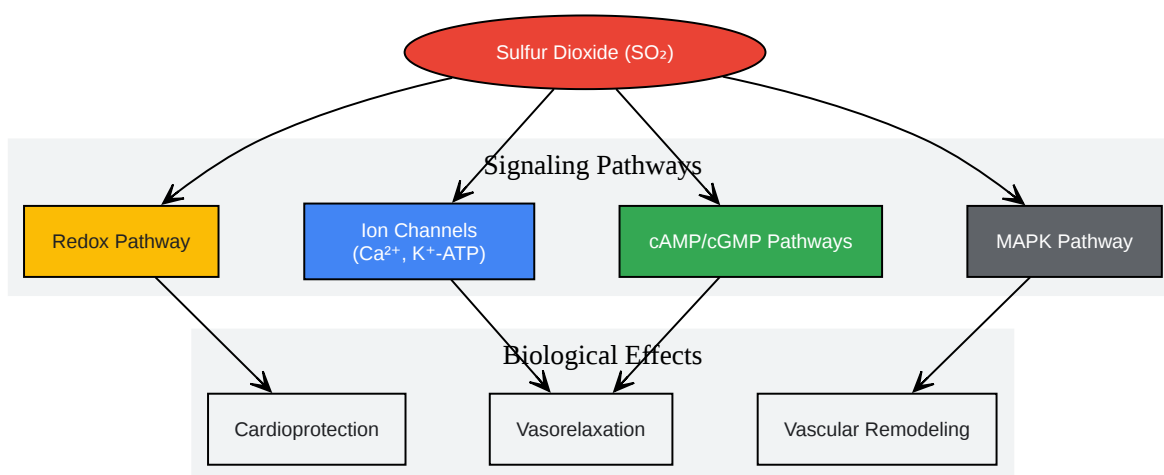 Sulfur Dioxide (SO₂)
Signaling Pathways
Redox Pathway
Ion Channels
(Ca²⁺, K⁺-ATP)
cAMP/cGMP Pathways
MAPK Pathway
Biological Effects
Cardioprotection
Vasorelaxation
Vascular Remodeling